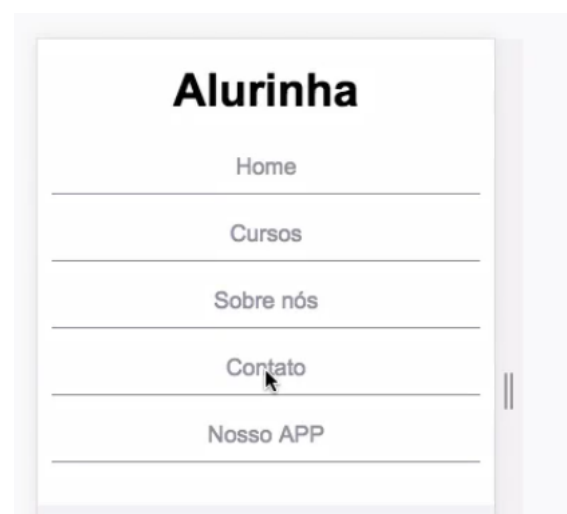 Alurinha
Home
Cursos
Sobre nós
Contato
Nosso APP